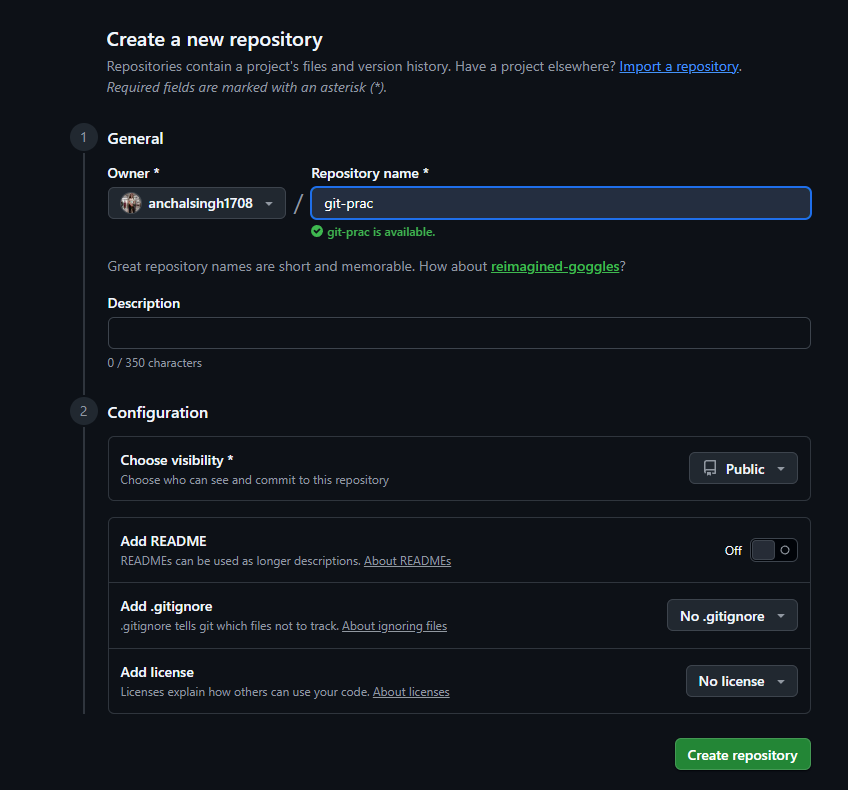 Create a new repository
Repositories contain a project's files and version history. Have a project elsewhere? Import a repository.
Required fields are marked with an asterisk (*).
1
General
Owner *
Repository name *
anchalsingh1708
/
git-prac
git-prac is available.
Great repository names are short and memorable. How about reimagined-goggles?
Description
0 / 350 characters
2
Configuration
Choose visibility *
Choose who can see and commit to this repository
Public
Add README
READMEs can be used as longer descriptions. About READMEs
Off
Add .gitignore
.gitignore tells git which files not to track. About ignoring files
No .gitignore
Add license
Licenses explain how others can use your code. About licenses
No license
Create repository